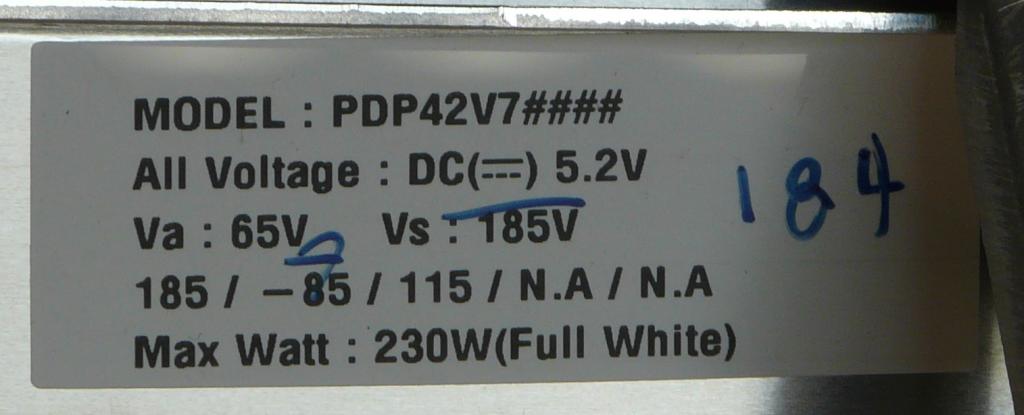 MODEL : PDP42V7####
All Voltage : DC(⎓) 5.2V
Va : 65V Vs : 185V 184
185 / -85 / 115 / N.A / N.A
Max Watt : 230W(Full White)